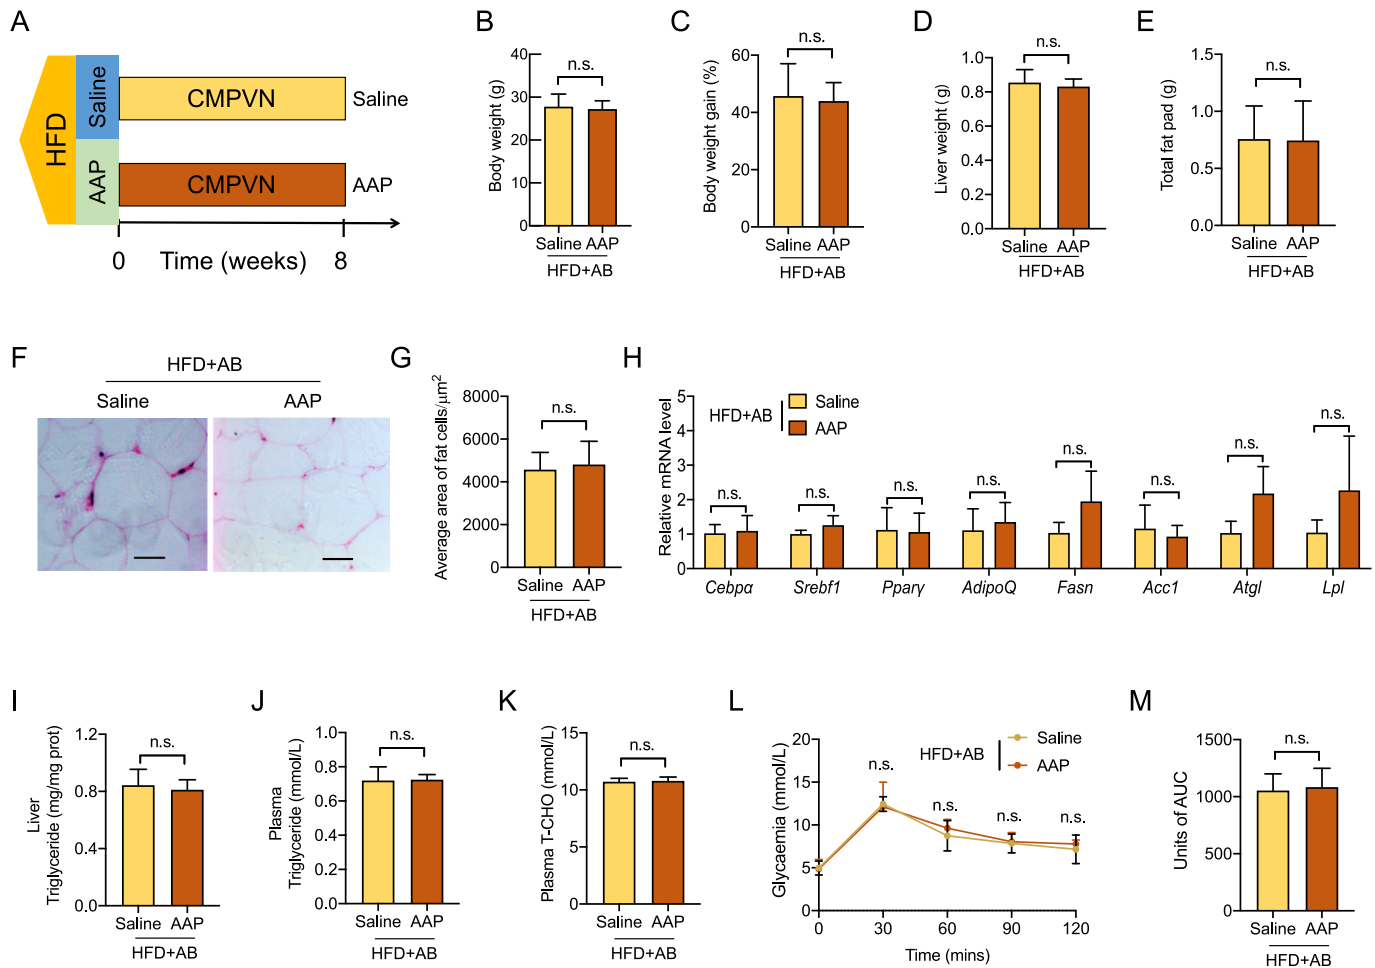 A
HFD
Saline
AAP
CMPVN
Saline
CMPVN
AAP
0
Time (weeks)
8
B
Body weight (g)
40
30
20
10
0
n.s.
Saline AAP
HFD+AB
C
Body weight gain (%)
60
40
20
0
n.s.
Saline AAP
HFD+AB
D
Liver weight (g)
1.0
0.8
0.6
0.4
0.2
0.0
n.s.
Saline AAP
HFD+AB
E
Total fat pad (g)
1.5
1.0
0.5
0.0
n.s.
Saline AAP
HFD+AB
F
HFD+AB
Saline
AAP
G
Average area of fat cells/μm²
8000
6000
4000
2000
0
n.s.
Saline AAP
HFD+AB
H
Relative mRNA level
5
4
3
2
1
0
HFD+AB
Saline
AAP
n.s.
n.s.
n.s.
n.s.
n.s.
n.s.
n.s.
n.s.
Cebpα
Srebf1
Pparγ
AdipoQ
Fasn
Acc1
Atgl
Lpl
I
Liver
Triglyceride (mg/mg prot)
1.2
0.8
0.4
0.0
n.s.
Saline AAP
HFD+AB
J
Plasma
Triglyceride (mmol/L)
1.0
0.8
0.6
0.4
0.2
0.0
n.s.
Saline AAP
HFD+AB
K
Plasma T-CHO (mmol/L)
15
10
5
0
n.s.
Saline AAP
HFD+AB
L
Glycaemia (mmol/L)
20
15
10
5
0
HFD+AB
Saline
AAP
n.s.
n.s.
n.s.
n.s.
0
30
60
90
120
Time (mins)
M
Units of AUC
1500
1000
500
0
n.s.
Saline AAP
HFD+AB